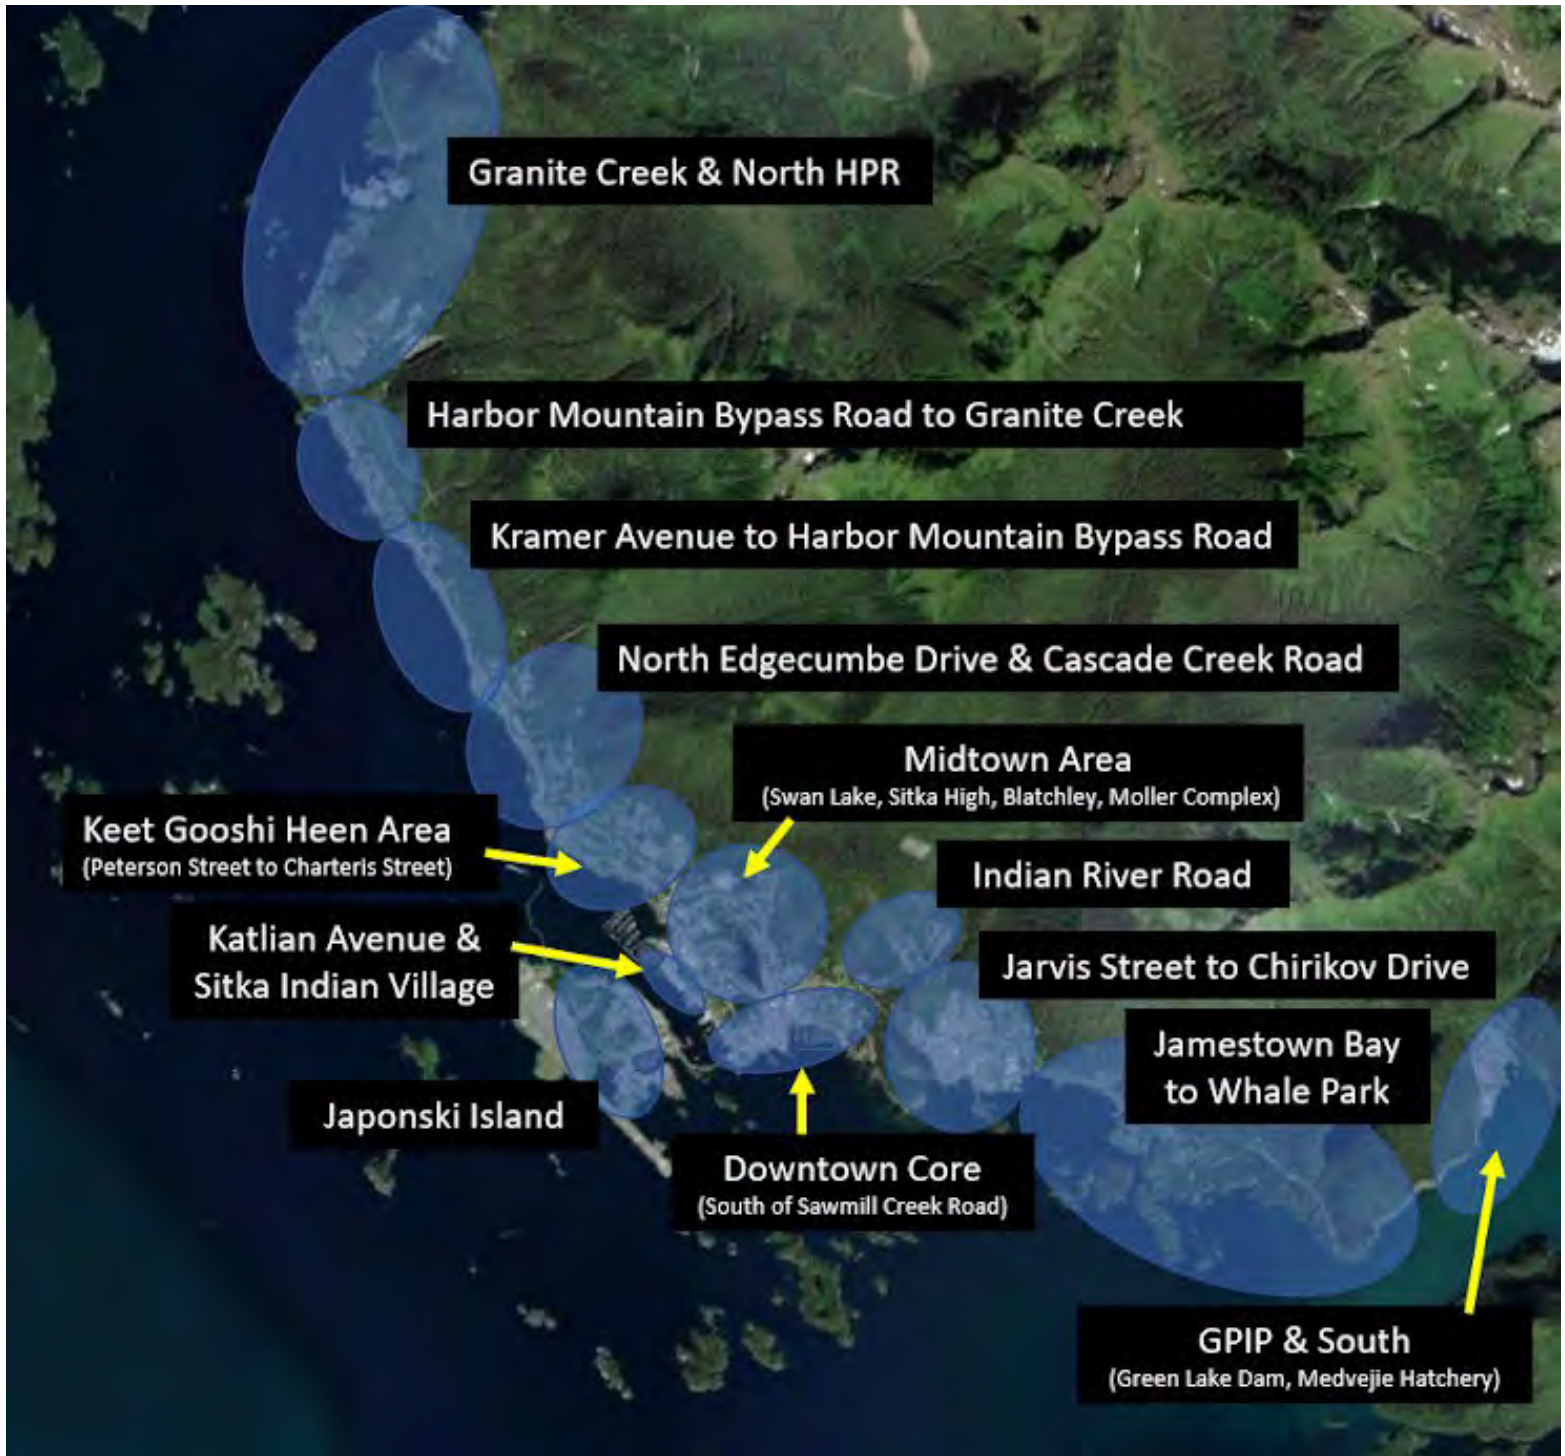 Granite Creek & North HPR
Harbor Mountain Bypass Road to Granite Creek
Kramer Avenue to Harbor Mountain Bypass Road
North Edgecumbe Drive & Cascade Creek Road
Midtown Area
(Swan Lake, Sitka High, Blatchley, Moller Complex)
Keet Gooshi Heen Area
(Peterson Street to Charteris Street)
Indian River Road
Katlian Avenue &
Sitka Indian Village
Jarvis Street to Chirikov Drive
Jamestown Bay
to Whale Park
Japonski Island
Downtown Core
(South of Sawmill Creek Road)
GPIP & South
(Green Lake Dam, Medvejie Hatchery)